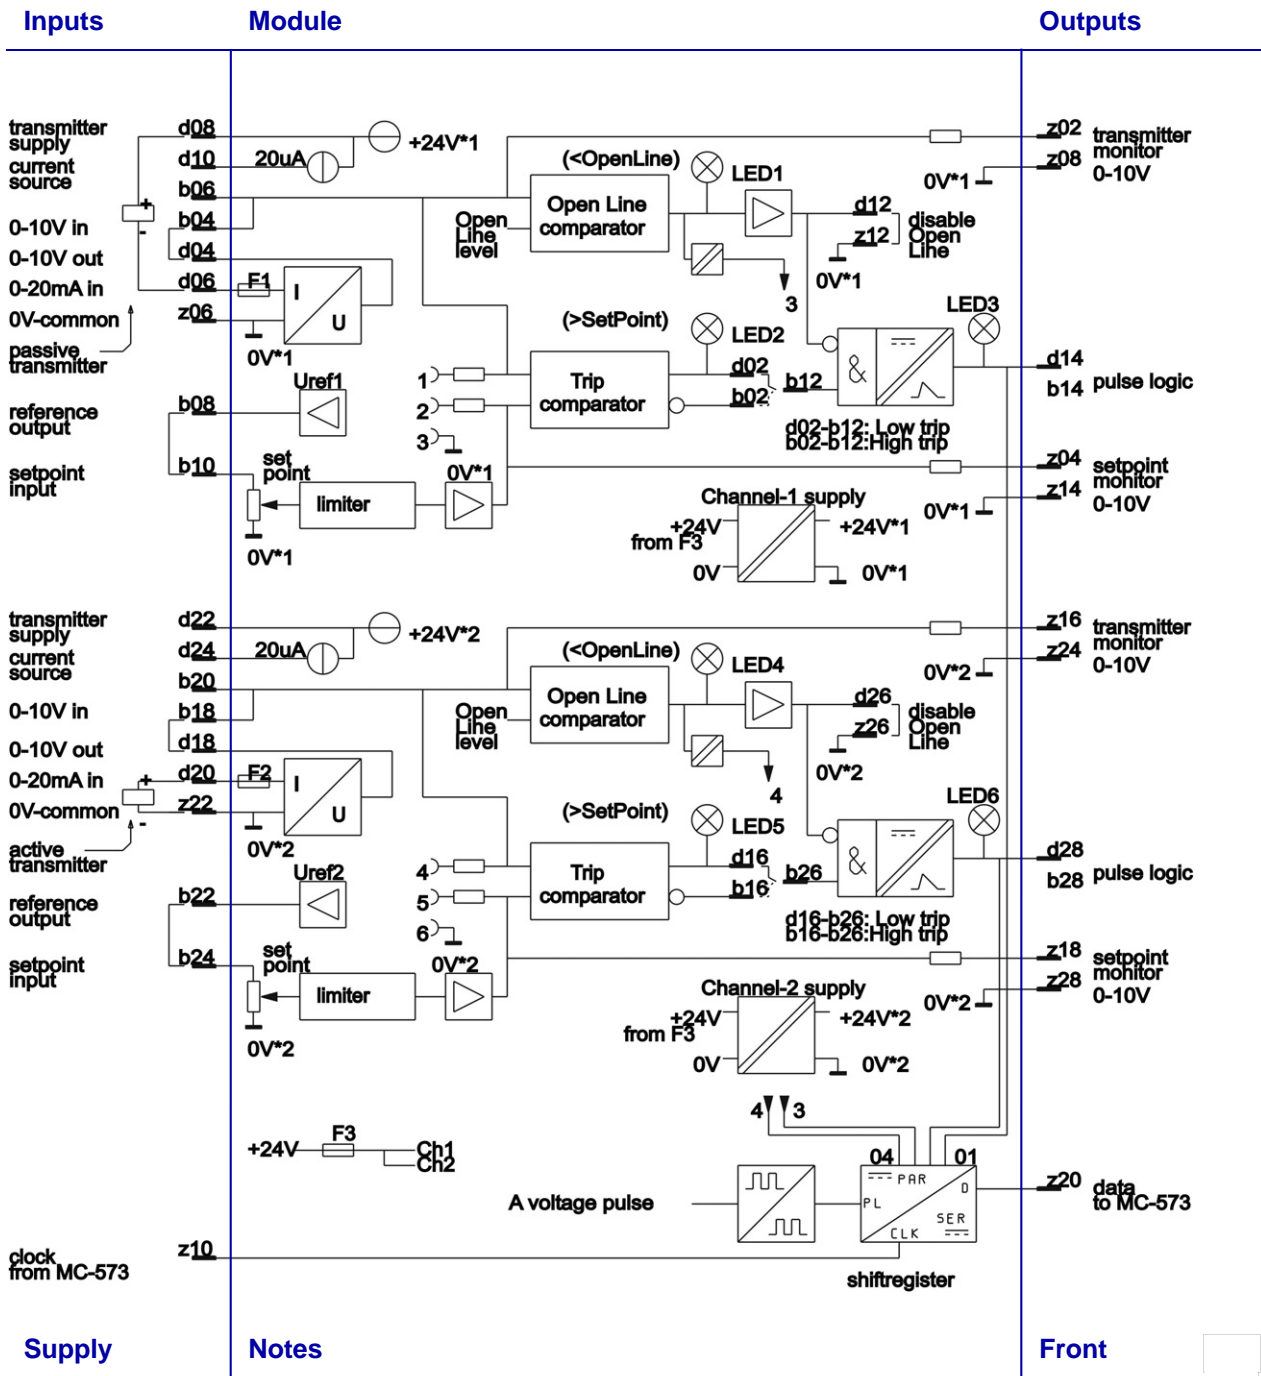 Inputs
Module
Outputs
transmitter
supply
d08
+24V*1
current
source
d10
20uA
b06
0-10V in
b04
0-10V out
d04
0-20mA in
d06
F1
0V-common
z06
+
-
I
U
0V*1
passive
transmitter
(<OpenLine)
LED1
Open Line
comparator
Open
Line
level
3
d12
z12
disable
Open
Line
0V*1
z02
transmitter
monitor
z08
0-10V
0V*1
(>SetPoint)
LED2
Trip
comparator
1
2
3
0V*1
d02
b02
b12
&
LED3
d14
b14
pulse logic
d02-b12: Low trip
b02-b12:High trip
Uref1
reference
output
b08
setpoint
input
b10
set
point
limiter
0V*1
z04
setpoint
monitor
z14
0-10V
0V*1
Channel-1 supply
+24V
from F3
0V
+24V*1
0V*1
transmitter
supply
d22
+24V*2
current
source
d24
20uA
b20
0-10V in
b18
0-10V out
d18
0-20mA in
d20
F2
0V-common
z22
+
-
I
U
0V*2
active
transmitter
(<OpenLine)
LED4
Open Line
comparator
Open
Line
level
4
d26
z26
disable
Open
Line
0V*2
z16
transmitter
monitor
z24
0-10V
0V*2
(>SetPoint)
LED5
Trip
comparator
4
5
6
0V*2
d16
b16
b26
&
LED6
d28
b28
pulse logic
d16-b26: Low trip
b16-b26:High trip
Uref2
reference
output
b22
setpoint
input
b24
set
point
limiter
0V*2
z18
setpoint
monitor
z28
0-10V
0V*2
Channel-2 supply
+24V
from F3
0V
+24V*2
0V*2
4
3
+24V
F3
Ch1
Ch2
A voltage pulse
04
01
PAR
D
PL
SER
CLK
shiftregister
z20
data
to MC-573
clock
from MC-573
z10
Supply
Notes
Front